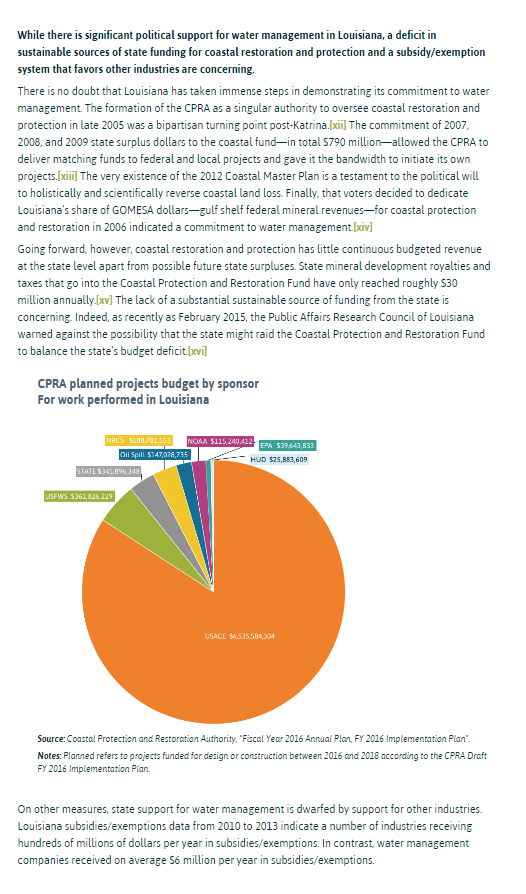 While there is significant political support for water management in Louisiana, a deficit in
sustainable sources of state funding for coastal restoration and protection and a subsidy/exemption
system that favors other industries are concerning.
There is no doubt that Louisiana has taken immense steps in demonstrating its commitment to water
management. The formation of the CPRA as a singular authority to oversee coastal restoration and
protection in late 2005 was a bipartisan turning point post-Katrina.[xii] The commitment of 2007,
2008, and 2009 state surplus dollars to the coastal fund—in total $790 million—allowed the CPRA to
deliver matching funds to federal and local projects and gave it the bandwidth to initiate its own
projects.[xiii] The very existence of the 2012 Coastal Master Plan is a testament to the political will
to holistically and scientifically reverse coastal land loss. Finally, that voters decided to dedicate
Louisiana's share of GOMESA dollars—gulf shelf federal mineral revenues—for coastal protection
and restoration in 2006 indicated a commitment to water management.[xiv]
Going forward, however, coastal restoration and protection has little continuous budgeted revenue
at the state level apart from possible future state surpluses. State mineral development royalties and
taxes that go into the Coastal Protection and Restoration Fund have only reached roughly $30
million annually.[xv] The lack of a substantial sustainable source of funding from the state is
concerning. Indeed, as recently as February 2015, the Public Affairs Research Council of Louisiana
warned against the possibility that the state might raid the Coastal Protection and Restoration Fund
to balance the state's budget deficit.[xvi]
CPRA planned projects budget by sponsor
For work performed in Louisiana
NRCS $188,781,553
NOAA $115,240,412
EPA $39,643,833
Oil Spill $147,028,735
HUD $25,883,609
STATE $345,896,348
USFWS $361,826,229
USACE $6,535,584,304
Source: Coastal Protection and Restoration Authority, "Fiscal Year 2016 Annual Plan, FY 2016 Implementation Plan".
Notes: Planned refers to projects funded for design or construction between 2016 and 2018 according to the CPRA Draft
FY 2016 Implementation Plan.
On other measures, state support for water management is dwarfed by support for other industries.
Louisiana subsidies/exemptions data from 2010 to 2013 indicate a number of industries receiving
hundreds of millions of dollars per year in subsidies/exemptions. In contrast, water management
companies received on average $6 million per year in subsidies/exemptions.